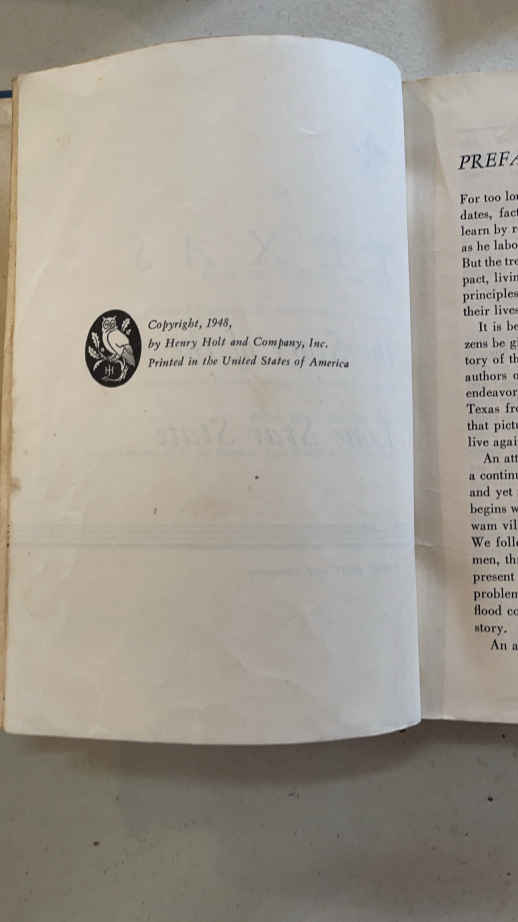 Copyright, 1948,
by Henry Holt and Company, Inc.
Printed in the United States of America
PREFA
For too lo
dates, fact
learn by r
as he labo
But the tre
pact, livin
principles
their lives
It is be
zens be g
tory of th
authors o
endeavor
Texas fr
that pictu
live agai
An att
a contin
and yet
begins w
wam vil
We foll
men, th
present
problem
flood co
story.
An a